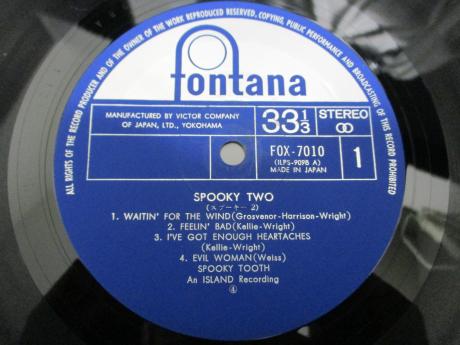 ALL RIGHTS OF THE RECORD PRODUCER AND OF THE OWNER OF THE WORK REPRODUCED RESERVED, COPYING, PUBLIC PERFORMANCE AND BROADCASTING OF THIS RECORD PROHIBITED
fontana
MANUFACTURED BY VICTOR COMPANY
OF JAPAN, LTD., YOKOHAMA
33 1/3
STEREO
FOX-7010
(ILPS-9098 A)
MADE IN JAPAN
1
SPOOKY TWO
(スプーキー2)
1. WAITIN' FOR THE WIND(Grosvenor-Harrison-Wright)
2. FEELIN' BAD(Kellie-Wright)
3. I'VE GOT ENOUGH HEARTACHES
(Kellie-Wright)
4. EVIL WOMAN(Weiss)
SPOOKY TOOTH
An ISLAND Recording
④